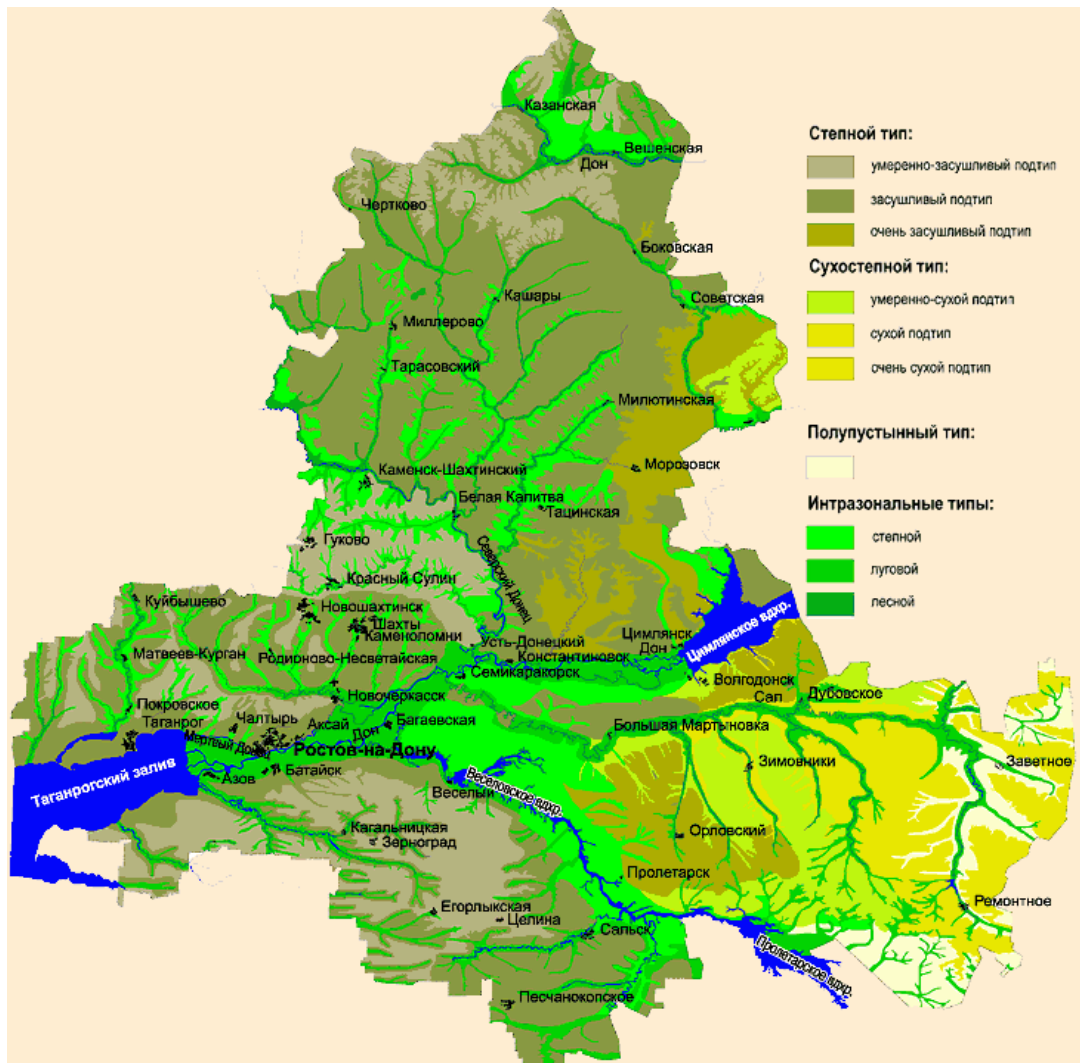 Казанская
Вешенская
Дон
Чертково
Боковская
Советская
Кашары
Миллерово
Тарасовский
Милютинская
Морозовск
Каменск-Шахтинский
Белая Калитва
Тацинская
Северский Донец
Гуково
Красный Сулин
Куйбышево
Новошахтинск
Шахты
Каменоломни
Усть-Донецкий
Цимлянск
Дон
Цимлянское вдхр.
Матвеев-Курган
Родионово-Несветайская
Константиновск
Семикаракорск
Волгодонск
Сал
Дубовское
Покровское
Таганрог
Чалтырь
Новочеркасск
Аксай
Дон
Багаевская
Большая Мартыновка
Мертвый Донец
Ростов-на-Дону
Зимовники
Заветное
Таганрогский залив
Азов
Батайск
Веселый
Веселовское вдхр.
Кагальницкая
Зерноград
Орловский
Пролетарск
Егорлыкская
Целина
Сальск
Ремонтное
Пролетарское вдхр.
Песчанокопское
Степной тип:
умеренно-засушливый подтип
засушливый подтип
очень засушливый подтип
Сухостепной тип:
умеренно-сухой подтип
сухой подтип
очень сухой подтип
Полупустынный тип:
Интразональные типы:
степной
луговой
лесной